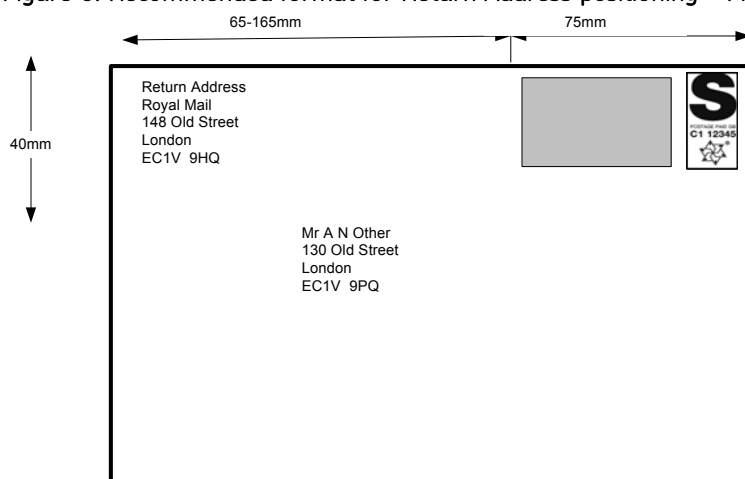 Figure 6: Recommended format for Return Address positioning
65-165mm
75mm
40mm
Return Address
Royal Mail
148 Old Street
London
EC1V 9HQ
S
POSTAGE PAID GB
C1 12345
Mr A N Other
130 Old Street
London
EC1V 9PQ